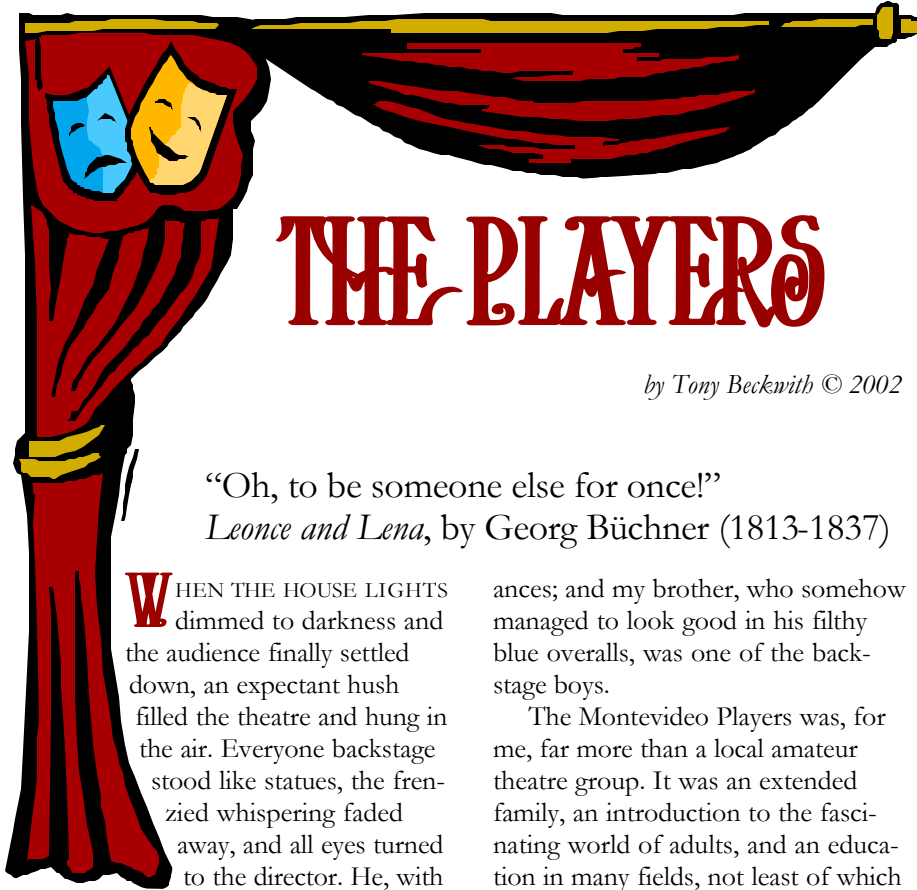 THE PLAYERS
by Tony Beckwith © 2002
“Oh, to be someone else for once!”
Leonce and Lena, by Georg Büchner (1813-1837)
WHEN THE HOUSE LIGHTS
dimmed to darkness and
the audience finally settled
down, an expectant hush
filled the theatre and hung in
the air. Everyone backstage
stood like statues, the fren-
zied whispering faded
away, and all eyes turned
to the director. He, with
ances; and my brother, who somehow
managed to look good in his filthy
blue overalls, was one of the back-
stage boys.
The Montevideo Players was, for
me, far more than a local amateur
theatre group. It was an extended
family, an introduction to the fasci-
nating world of adults, and an educa-
tion in many fields, not least of which